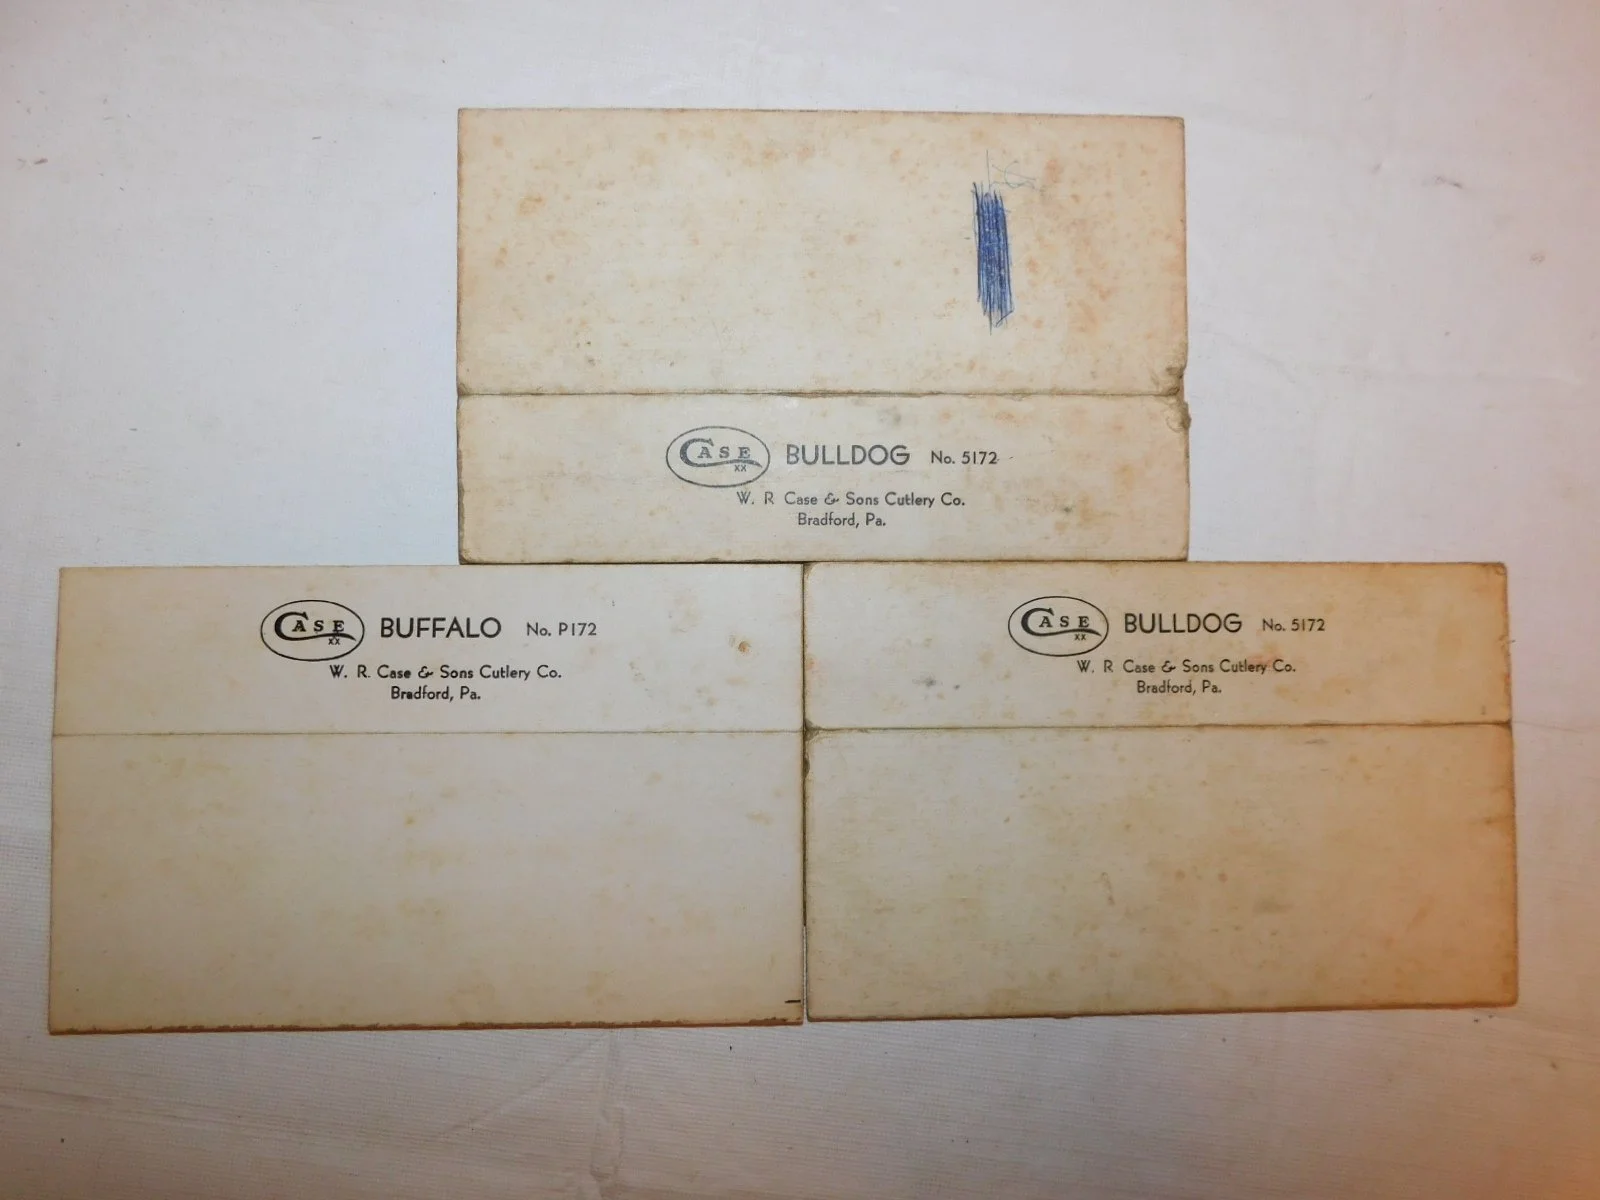 CASE XX BULLDOG No. 5172
W. R Case & Sons Cutlery Co.
Bradford, Pa.
CASE XX BUFFALO No. P172
W. R. Case & Sons Cutlery Co.
Bradford, Pa.
CASE XX BULLDOG No. 5172
W. R Case & Sons Cutlery Co.
Bradford, Pa.